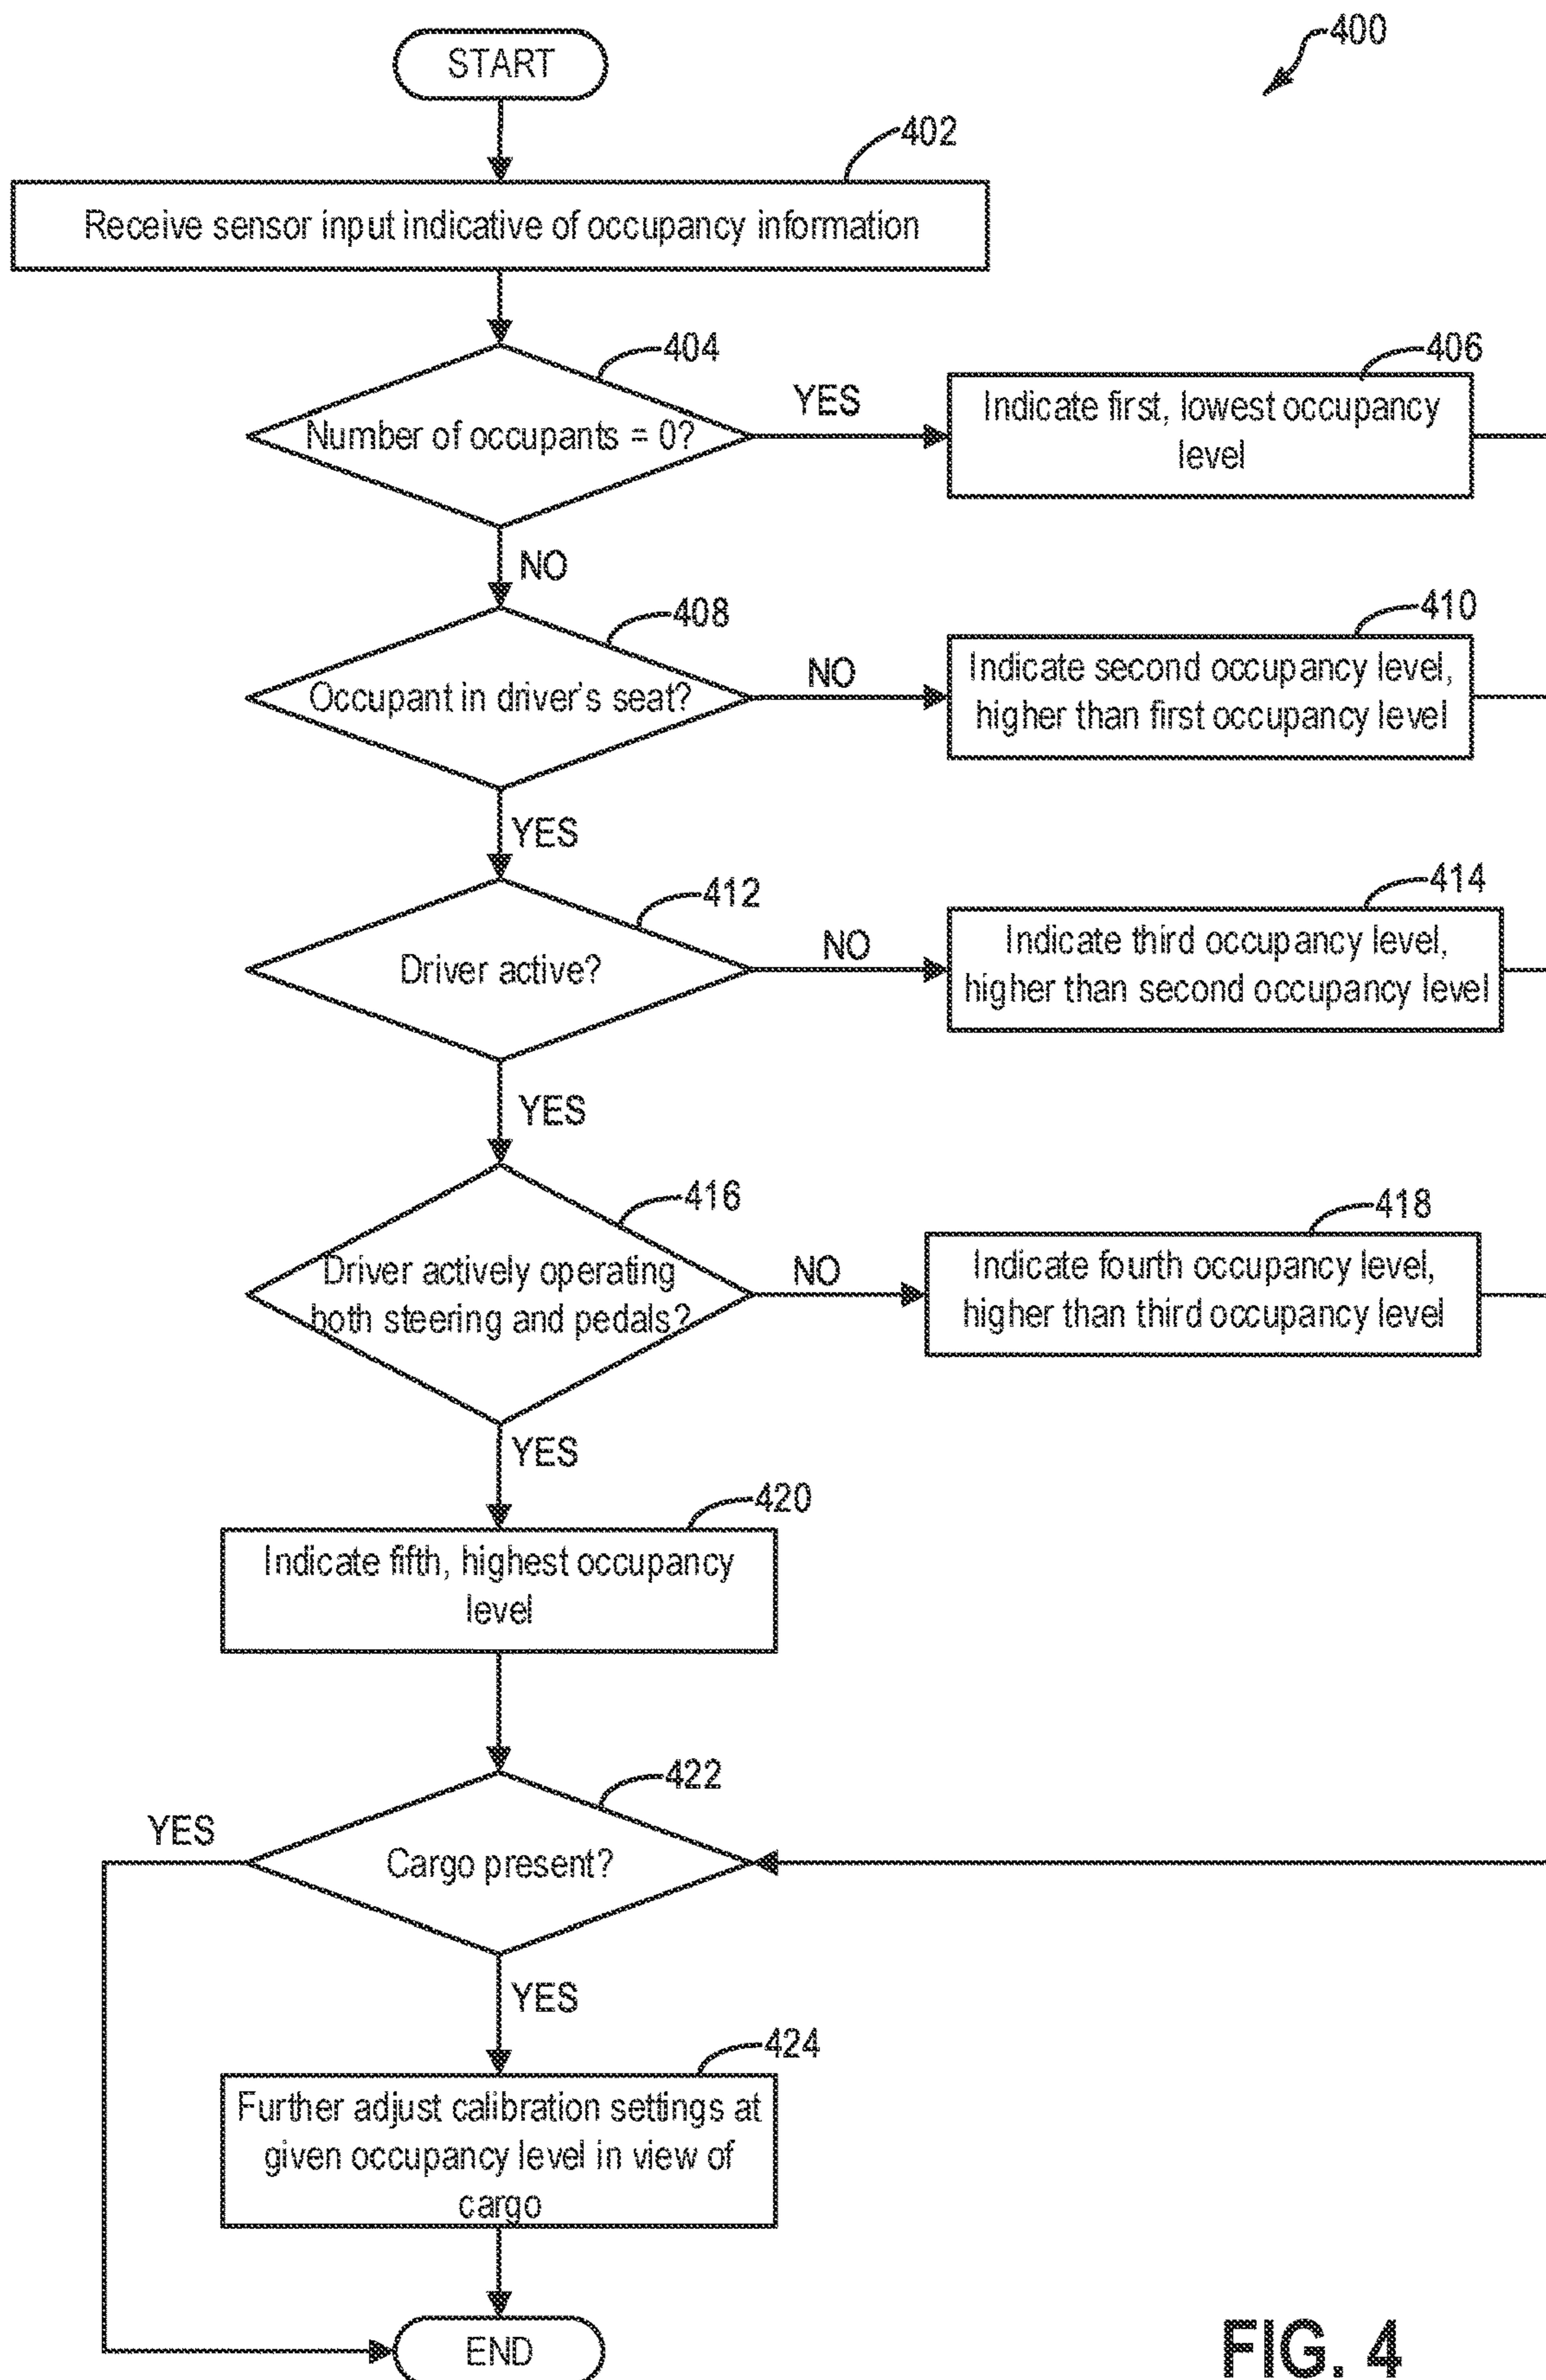 400
START
402
Receive sensor input indicative of occupancy information
404
Number of occupants = 0?
YES
406
Indicate first, lowest occupancy
level
NO
408
Occupant in driver's seat?
NO
410
Indicate second occupancy level,
higher than first occupancy level
YES
412
Driver active?
NO
414
Indicate third occupancy level,
higher than second occupancy level
YES
416
Driver actively operating
both steering and pedals?
NO
418
Indicate fourth occupancy level,
higher than third occupancy level
YES
420
Indicate fifth, highest occupancy
level
422
Cargo present?
YES
YES
424
Further adjust calibration settings at
given occupancy level in view of
cargo
END
FIG. 4